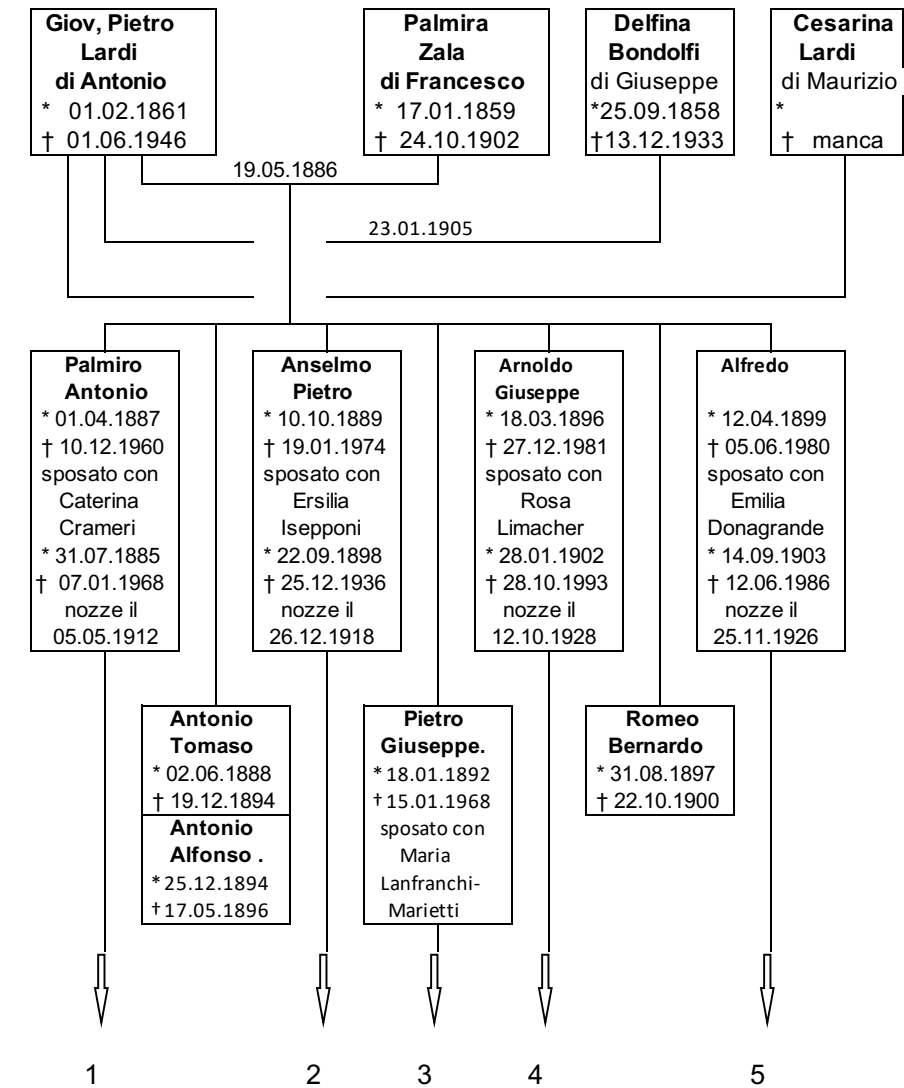 Giov, Pietro
Lardi
di Antonio
* 01.02.1861
† 01.06.1946
Palmira
Zala
di Francesco
* 17.01.1859
† 24.10.1902
Delfina
Bondolfi
di Giuseppe
*25.09.1858
†13.12.1933
Cesarina
Lardi
di Maurizio
*
† manca
19.05.1886
23.01.1905
Palmiro
Antonio
* 01.04.1887
† 10.12.1960
sposato con
Caterina
Crameri
* 31.07.1885
† 07.01.1968
nozze il
05.05.1912
Anselmo
Pietro
* 10.10.1889
† 19.01.1974
sposato con
Ersilia
Isepponi
* 22.09.1898
† 25.12.1936
nozze il
26.12.1918
Arnoldo
Giuseppe
* 18.03.1896
† 27.12.1981
sposato con
Rosa
Limacher
* 28.01.1902
† 28.10.1993
nozze il
12.10.1928
Alfredo
* 12.04.1899
† 05.06.1980
sposato con
Emilia
Donagrande
* 14.09.1903
† 12.06.1986
nozze il
25.11.1926
Antonio
Tomaso
* 02.06.1888
† 19.12.1894
Antonio
Alfonso .
*25.12.1894
†17.05.1896
Pietro
Giuseppe.
*18.01.1892
†15.01.1968
sposato con
Maria
Lanfranchi-
Marietti
Romeo
Bernardo
* 31.08.1897
† 22.10.1900
1 2 3 4 5